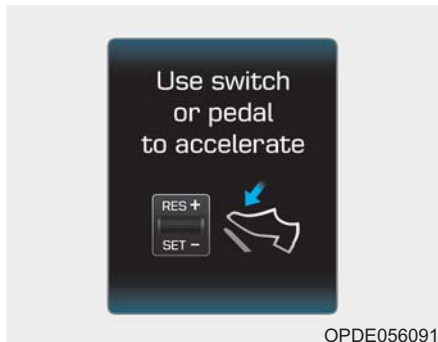 Use switch
or pedal
to accelerate
RES +
SET −
OPDE056091